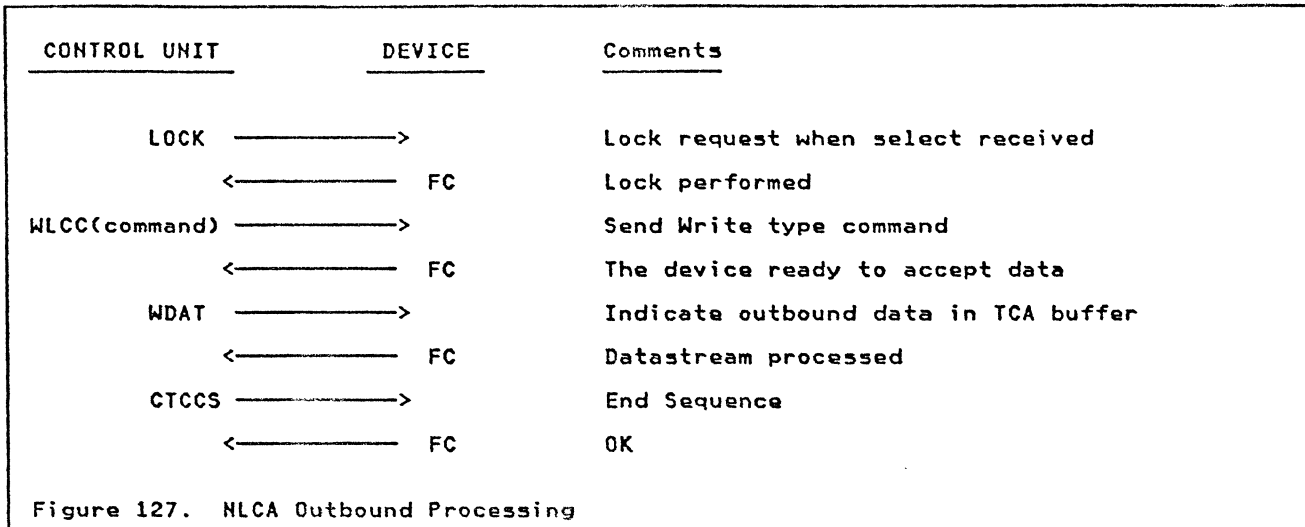 CONTROL UNIT DEVICE Comments
LOCK ————> Lock request when select received
<———— FC Lock performed
WLCC(command) ————> Send Write type command
<———— FC The device ready to accept data
WDAT ————> Indicate outbound data in TCA buffer
<———— FC Datastream processed
CTCCS ————> End Sequence
<———— FC OK
Figure 127. NLCA Outbound Processing